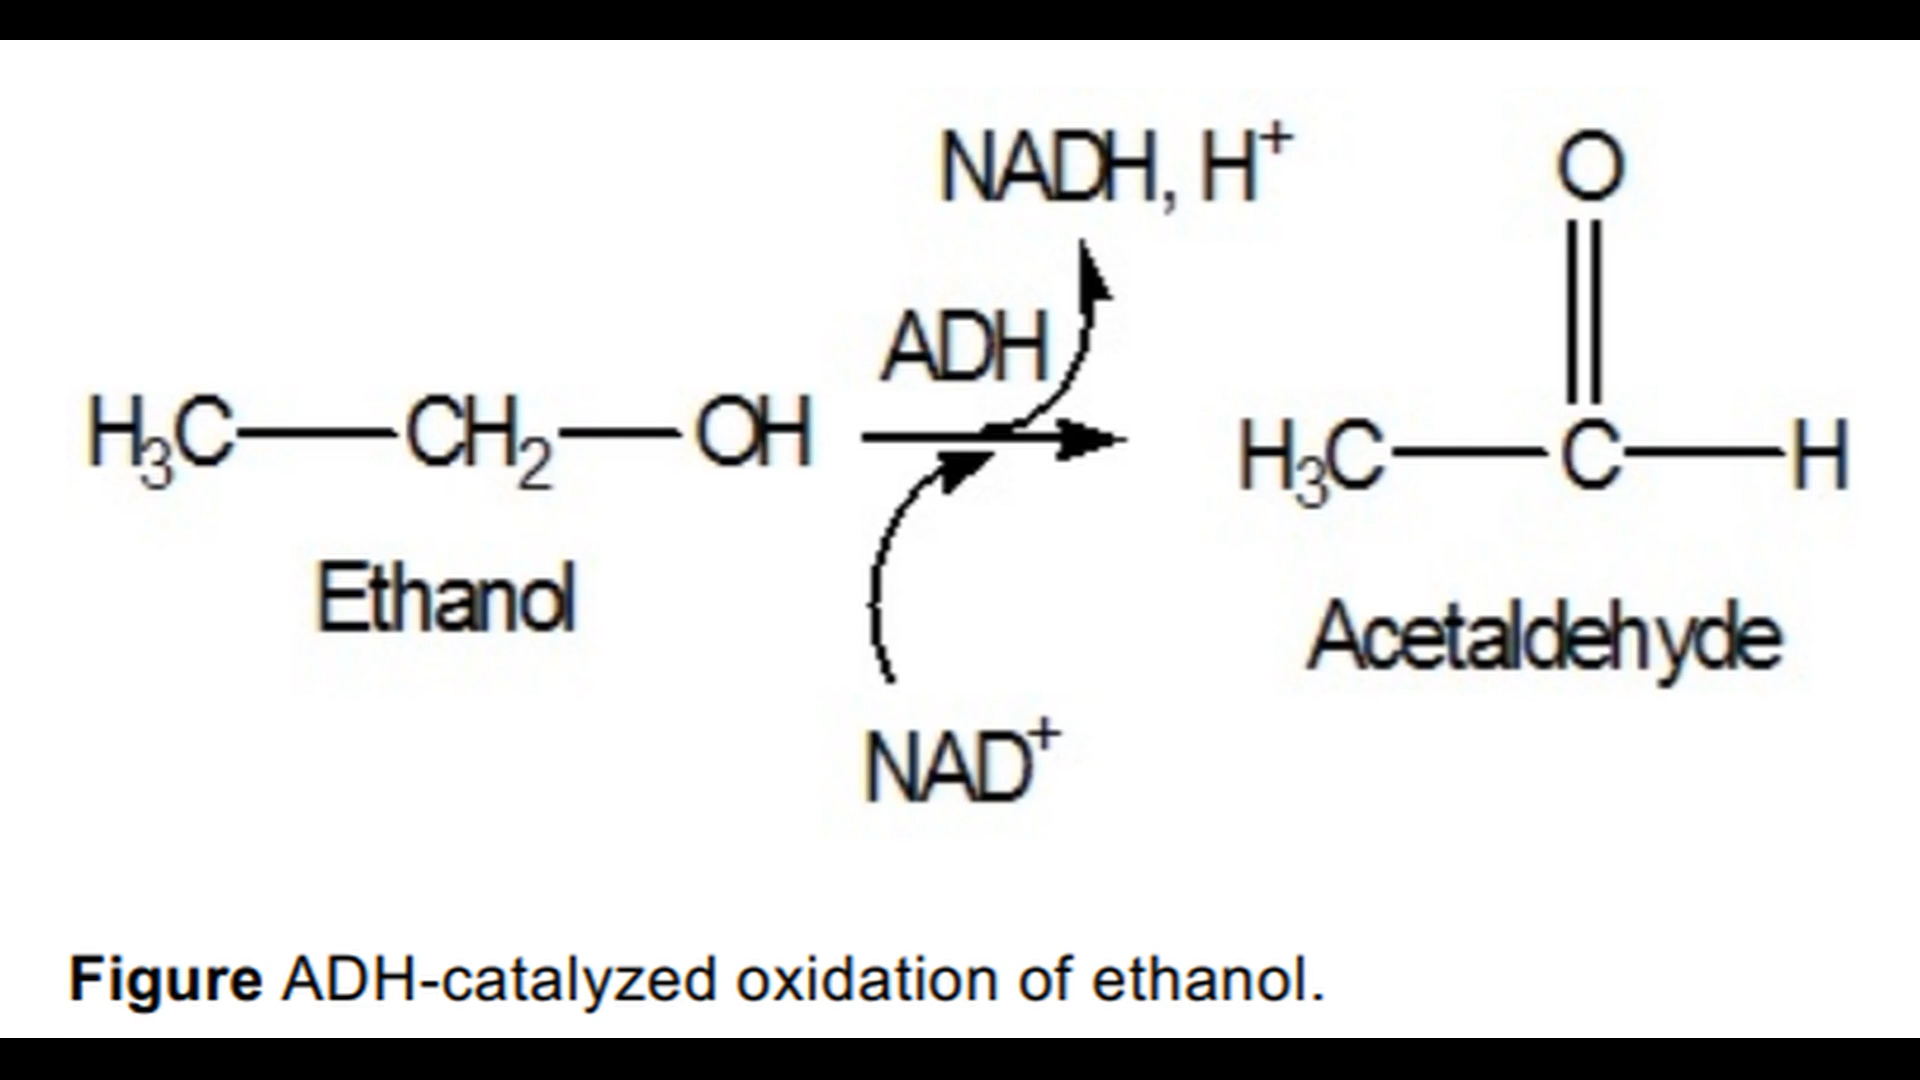 NADH, H⁺
O
ADH
H₃C—CH₂—OH
H₃C—C—H
Ethanol
Acetaldehyde
NAD⁺
Figure ADH-catalyzed oxidation of ethanol.